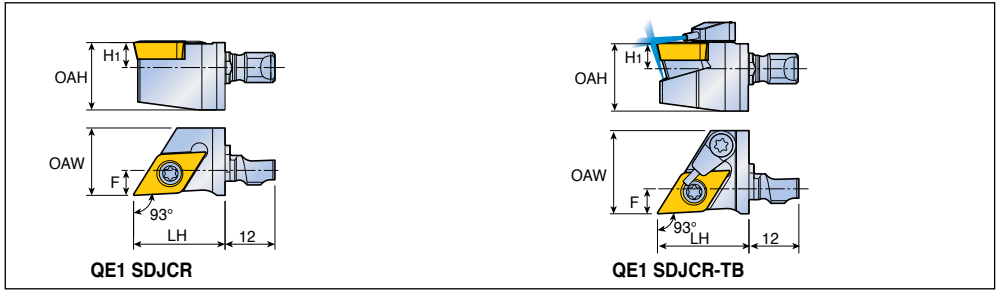 H1
OAH
OAW
F
93°
LH
12
QE1 SDJCR
H1
OAH
OAW
F
93°
LH
12
QE1 SDJCR-TB